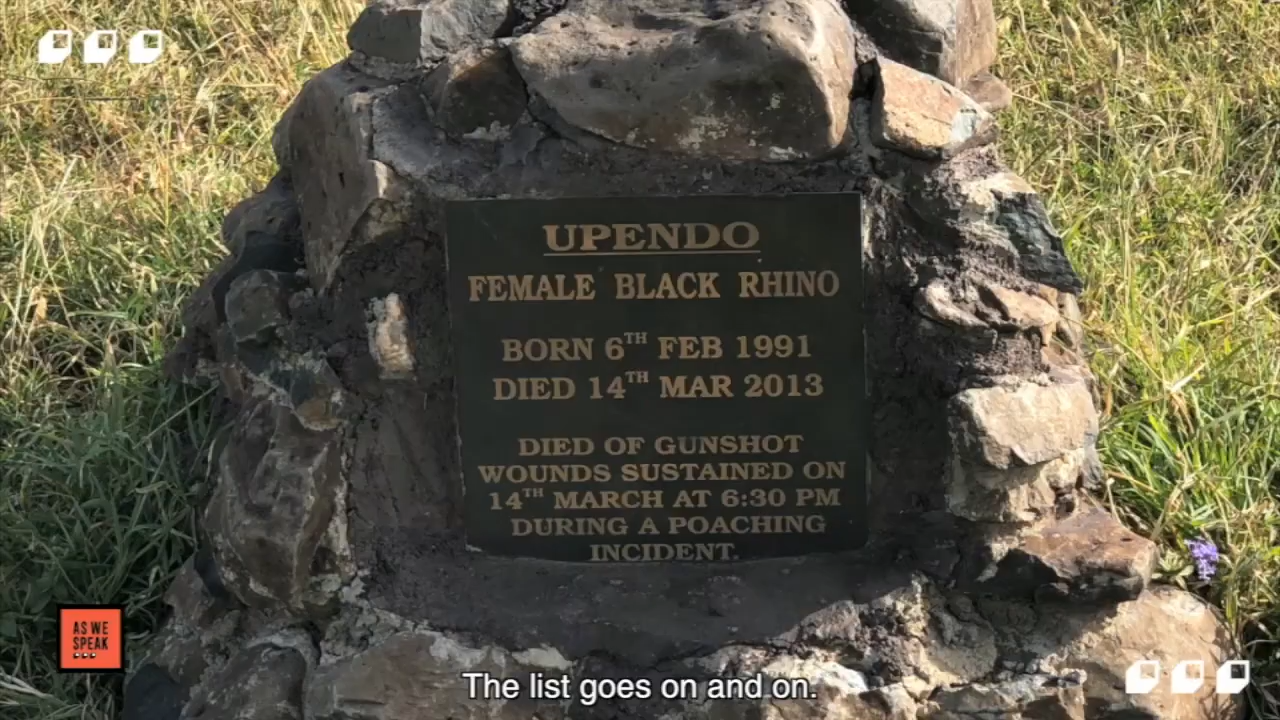 UPENDO
FEMALE BLACK RHINO
BORN 6TH FEB 1991
DIED 14TH MAR 2013
DIED OF GUNSHOT
WOUNDS SUSTAINED ON
14TH MARCH AT 6:30 PM
DURING A POACHING
INCIDENT.
AS WE
SPEAK
The list goes on and on.